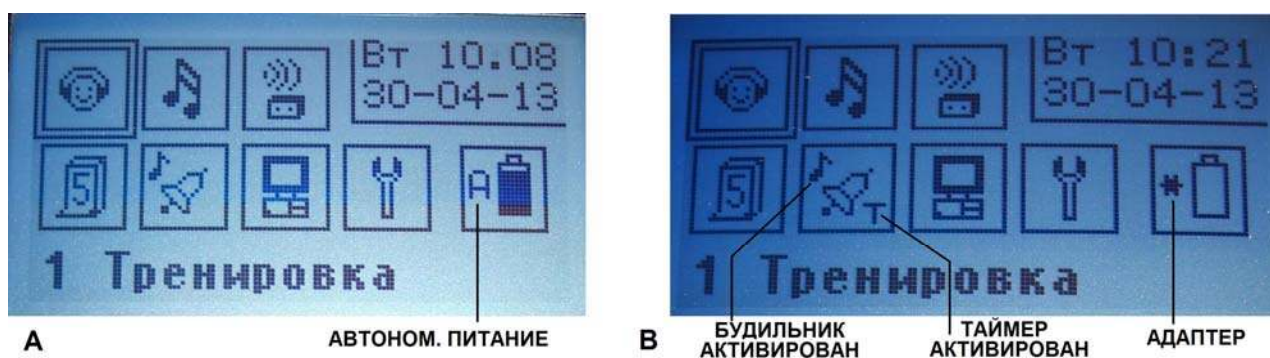 Вт 10.08
30-04-13
5
А
1 Тренировка
А
АВТОНОМ. ПИТАНИЕ
Вт 10:21
30-04-13
5
Т
1 Тренировка
В
БУДИЛЬНИК
АКТИВИРОВАН
ТАЙМЕР
АКТИВИРОВАН
АДАПТЕР